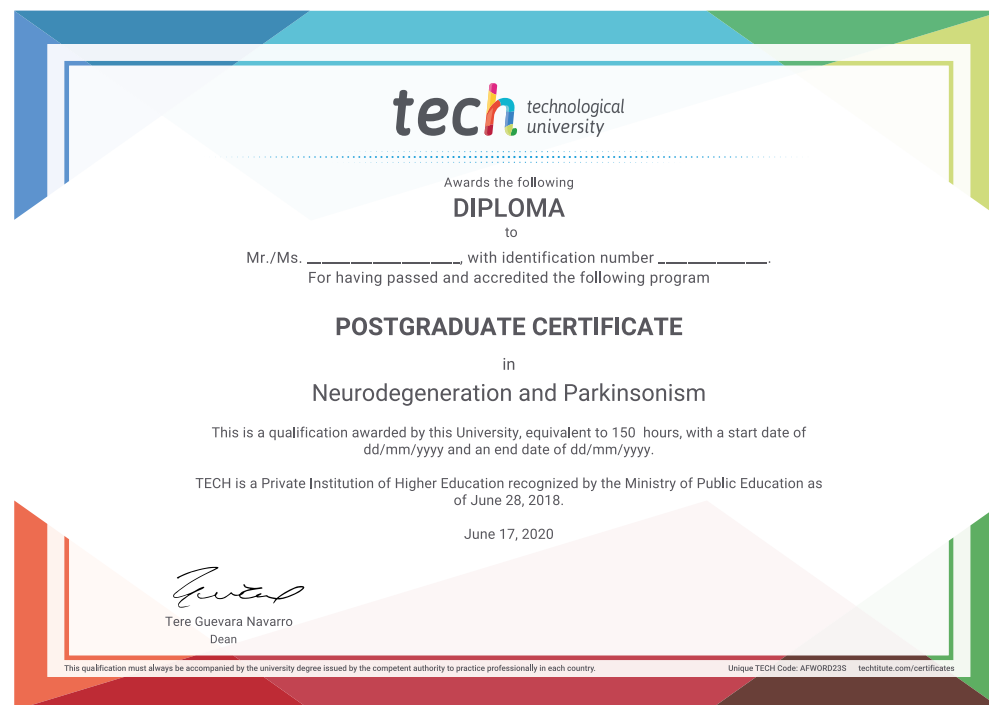 tech technological
university
Awards the following
DIPLOMA
to
Mr./Ms. ____________________, with identification number ______________.
For having passed and accredited the following program
POSTGRADUATE CERTIFICATE
in
Neurodegeneration and Parkinsonism
This is a qualification awarded by this University, equivalent to 150 hours, with a start date of
dd/mm/yyyy and an end date of dd/mm/yyyy.
TECH is a Private Institution of Higher Education recognized by the Ministry of Public Education as
of June 28, 2018.
June 17, 2020
Tere Guevara Navarro
Dean
This qualification must always be accompanied by the university degree issued by the competent authority to practice professionally in each country.
Unique TECH Code: AFWORD23S techtitute.com/certificates